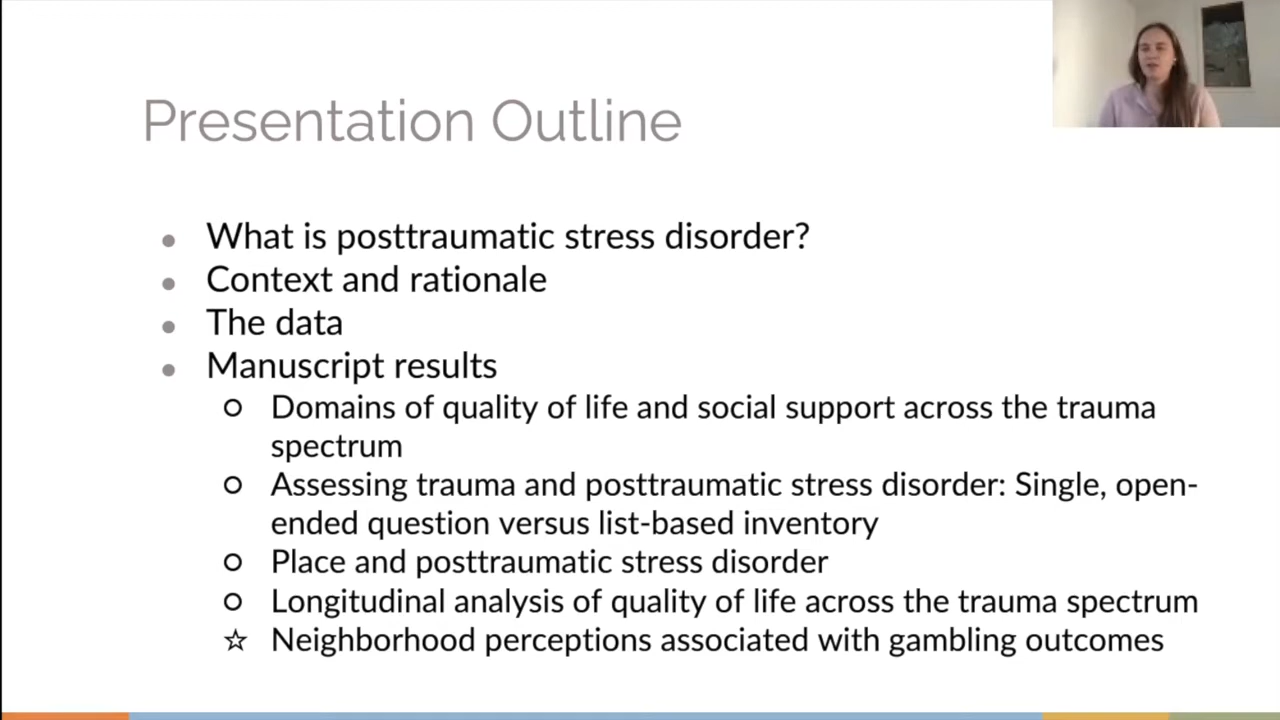 Presentation Outline
What is posttraumatic stress disorder?
Context and rationale
The data
Manuscript results
Domains of quality of life and social support across the trauma
spectrum
Assessing trauma and posttraumatic stress disorder: Single, open-
ended question versus list-based inventory
Place and posttraumatic stress disorder
Longitudinal analysis of quality of life across the trauma spectrum
Neighborhood perceptions associated with gambling outcomes